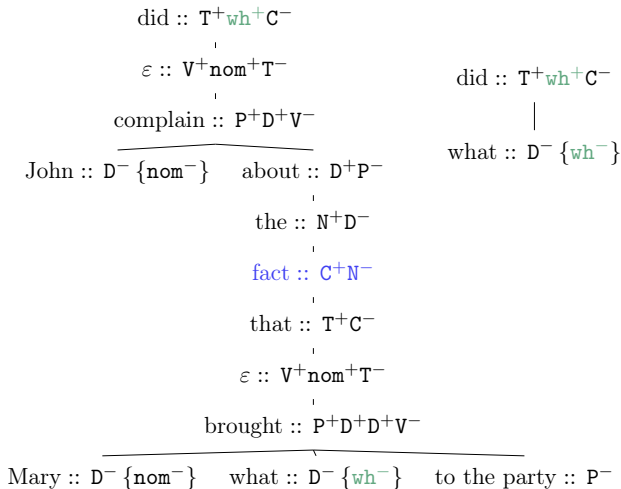 did :: T⁺wh⁺C⁻
ε :: V⁺nom⁺T⁻
complain :: P⁺D⁺V⁻
John :: D⁻ {nom⁻} about :: D⁺P⁻
the :: N⁺D⁻
fact :: C⁺N⁻
that :: T⁺C⁻
ε :: V⁺nom⁺T⁻
brought :: P⁺D⁺D⁺V⁻
Mary :: D⁻ {nom⁻} what :: D⁻ {wh⁻} to the party :: P⁻
did :: T⁺wh⁺C⁻
what :: D⁻ {wh⁻}